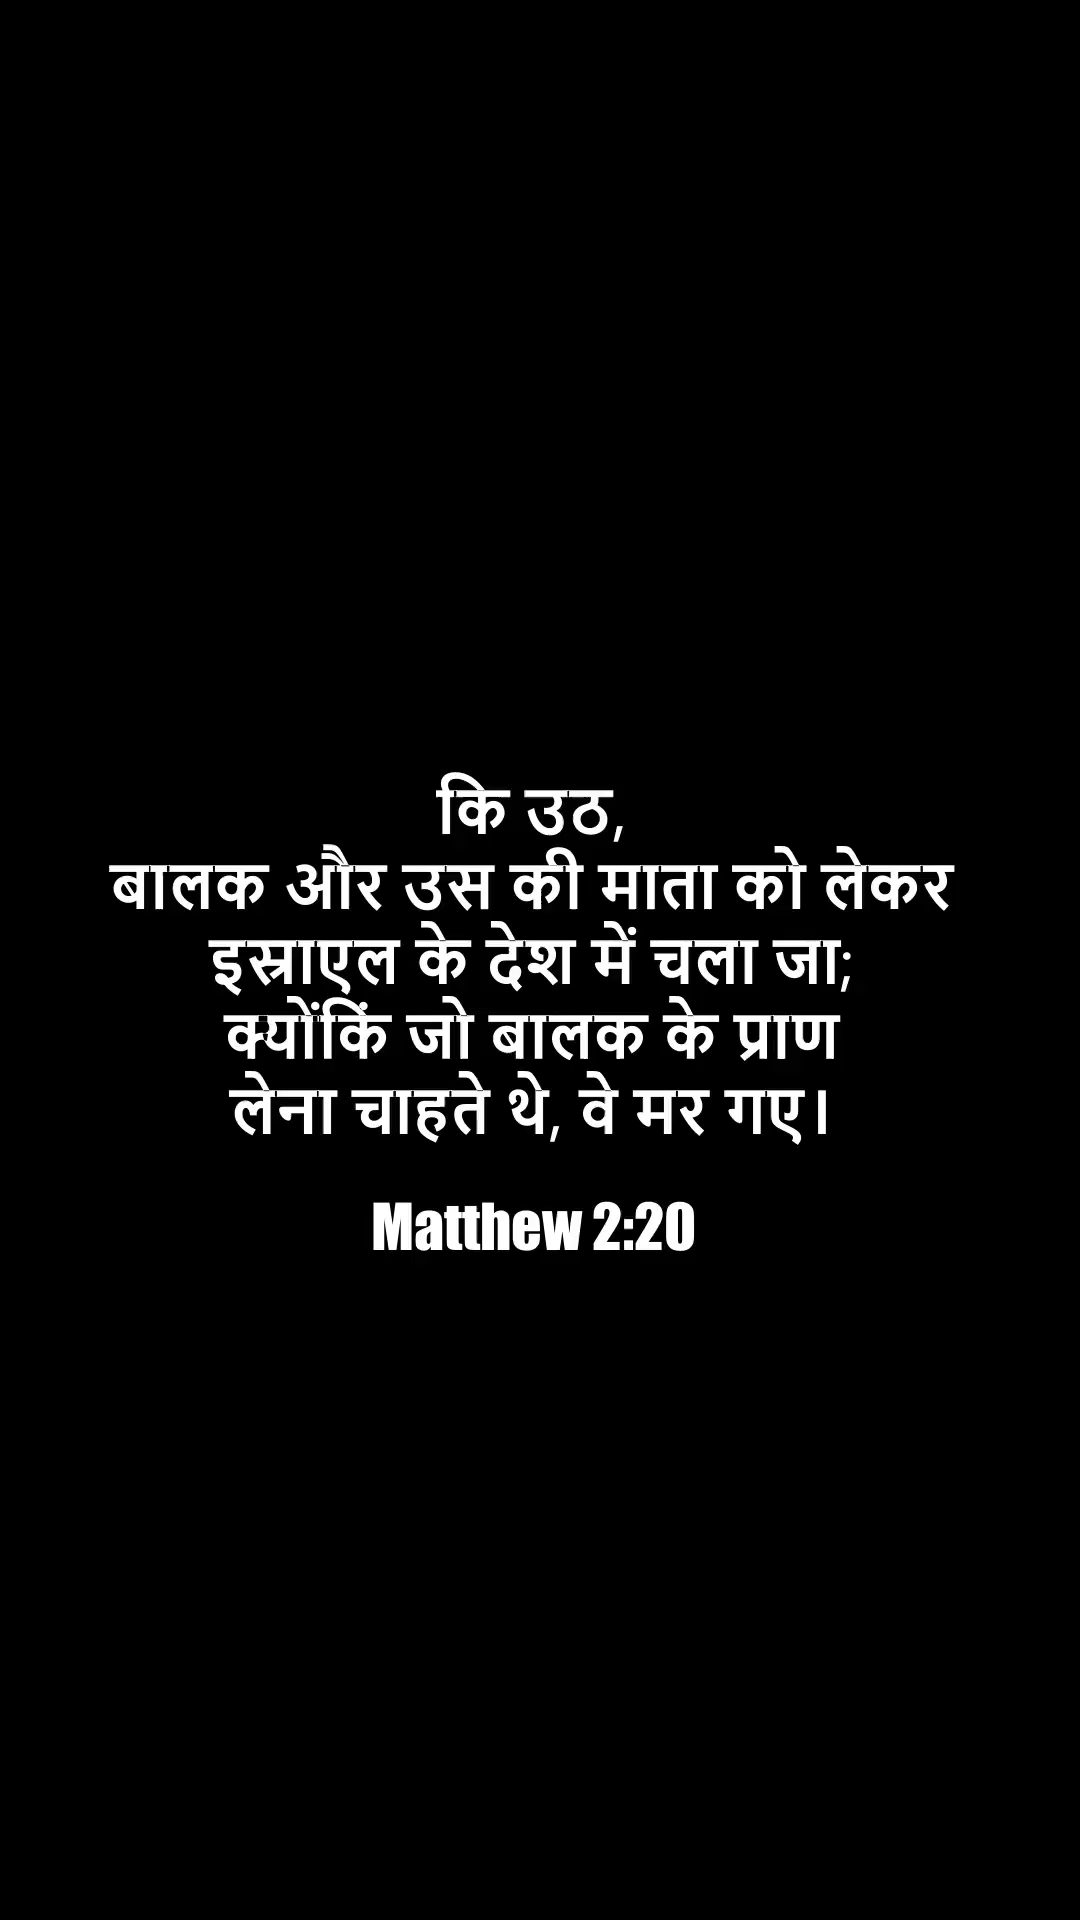 कि उठ,
बालक और उस की माता को लेकर
इस्राएल के देश में चला जा;
क्योंकिं जो बालक के प्राण
लेना चाहते थे, वे मर गए।
Matthew 2:20